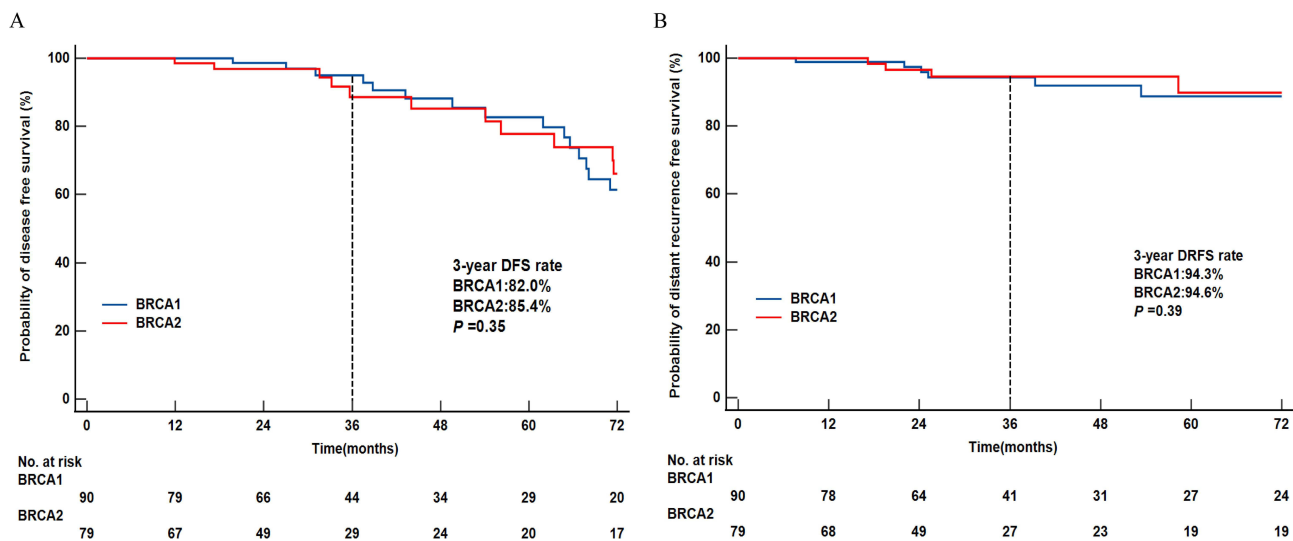 A
Probability of disease free survival (%)
100
80
60
40
20
0
BRCA1
BRCA2
3-year DFS rate
BRCA1:82.0%
BRCA2:85.4%
P =0.35
0 12 24 36 48 60 72
Time(months)
No. at risk
BRCA1
90 79 66 44 34 29 20
BRCA2
79 67 49 29 24 20 17
B
Probability of distant recurrence free survival (%)
100
80
60
40
20
0
BRCA1
BRCA2
3-year DRFS rate
BRCA1:94.3%
BRCA2:94.6%
P =0.39
0 12 24 36 48 60 72
Time(months)
No. at risk
BRCA1
90 78 64 41 31 27 24
BRCA2
79 68 49 27 23 19 19